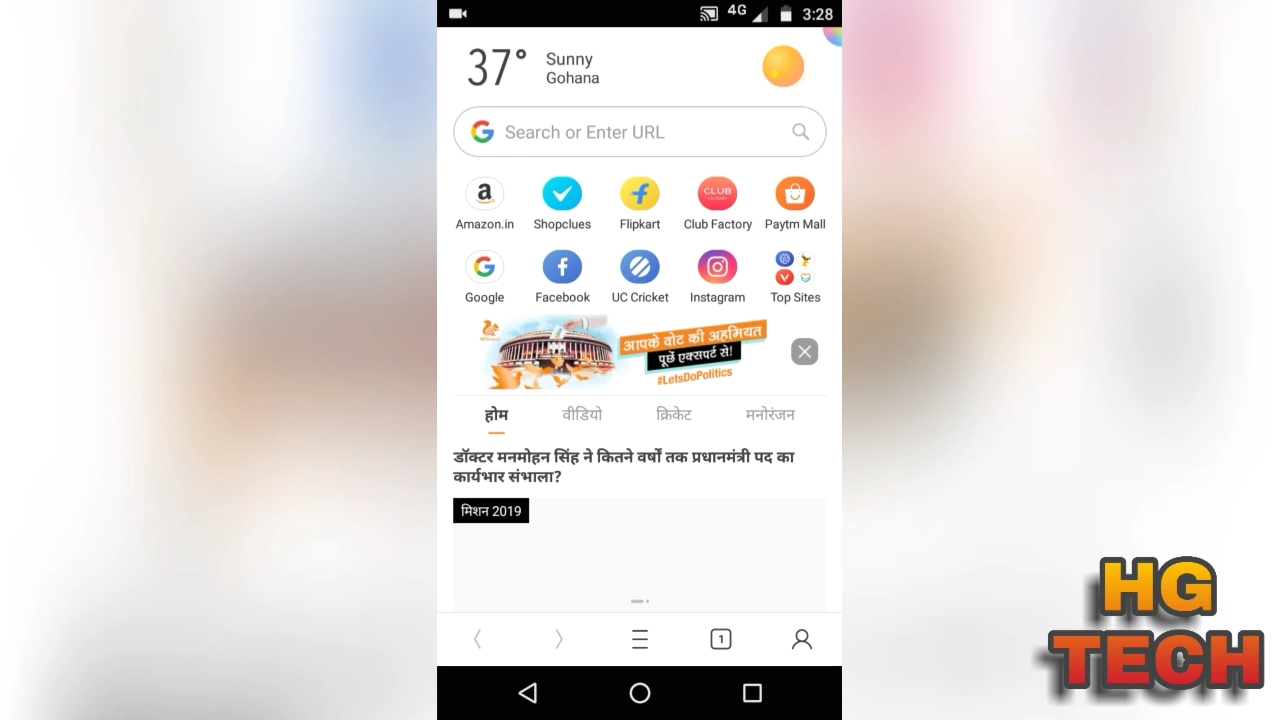 4G 3:28
37° Sunny
Gohana
Search or Enter URL
a
CLUB
FACTORY
Amazon.in Shopclues Flipkart Club Factory Paytm Mall
Google Facebook UC Cricket Instagram Top Sites
आपके वोट की अहमियत
पूछें एक्सपर्ट से!
#LetsDoPolitics
होम वीडियो क्रिकेट मनोरंजन
डॉक्टर मनमोहन सिंह ने कितने वर्षों तक प्रधानमंत्री पद का
कार्यभार संभाला?
मिशन 2019
1
HG
TECH